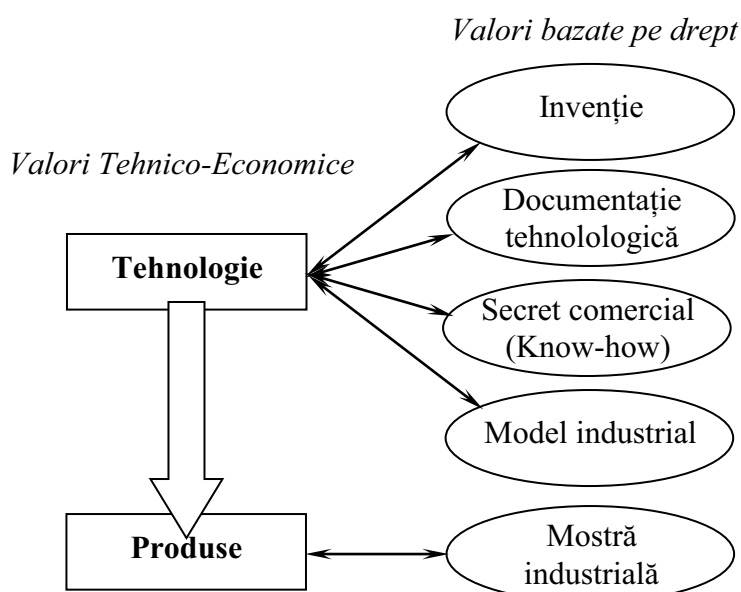 Valori bazate pe drept
Invenție
Valori Tehnico-Economice
Documentație
tehnolologică
Tehnologie
Secret comercial
(Know-how)
Model industrial
Produse
Mostră
industrială